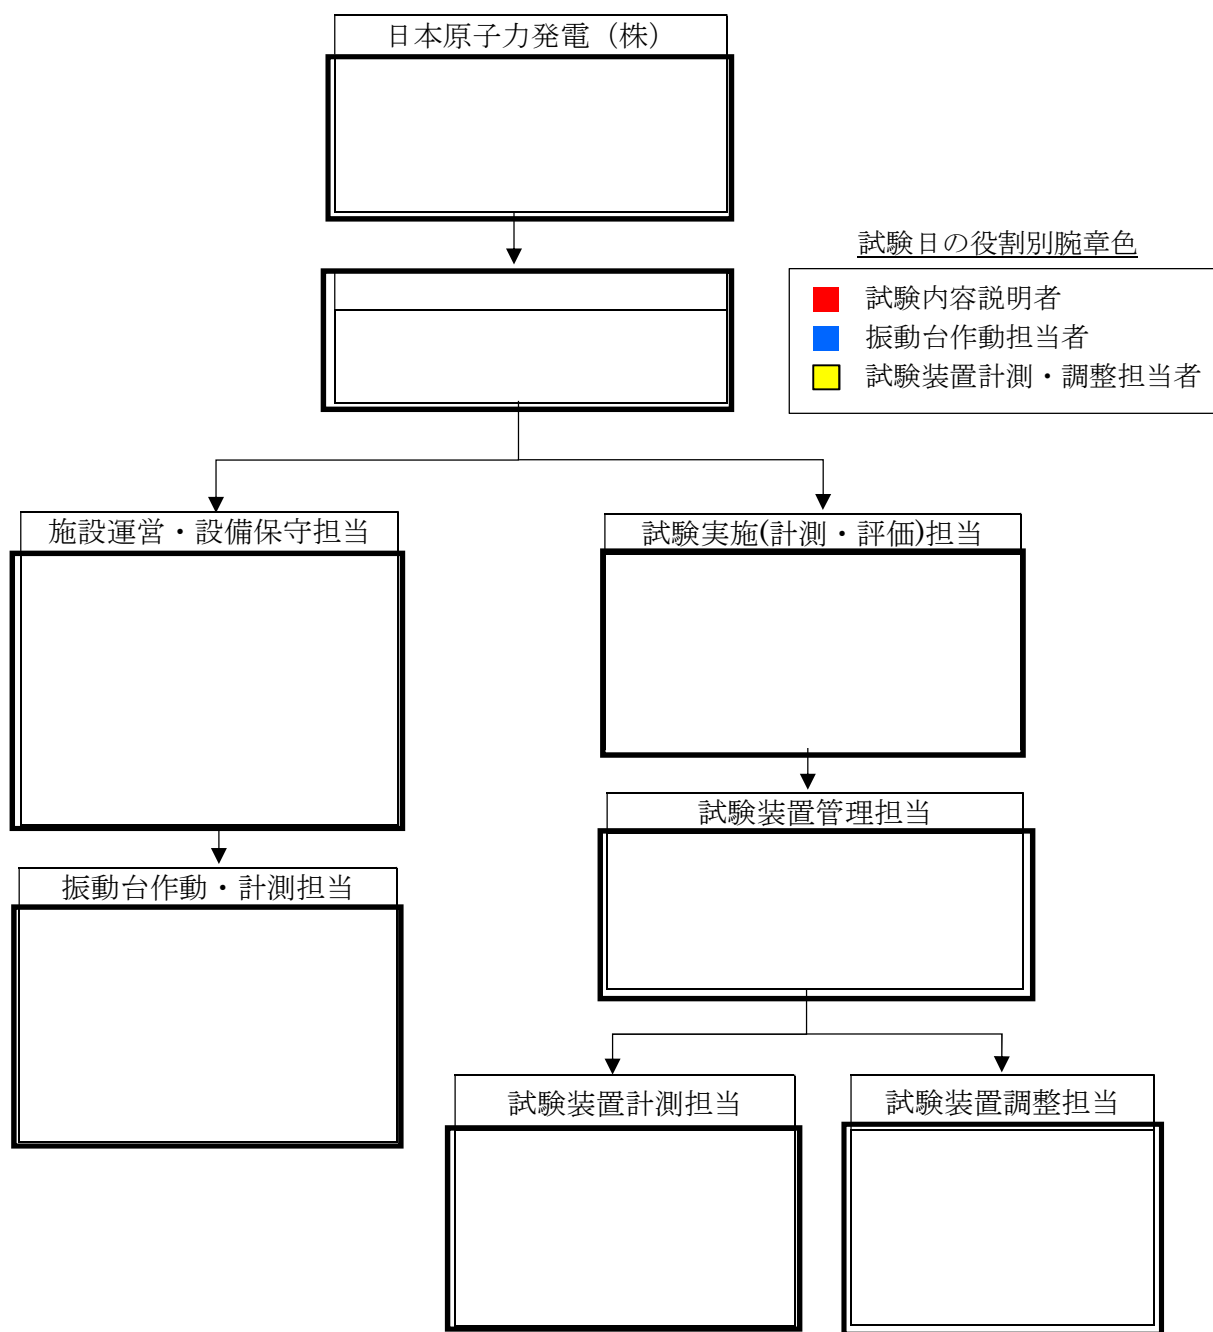 日本原子力発電（株）
試験日の役割別腕章色
試験内容説明者
振動台作動担当者
試験装置計測・調整担当者
施設運営・設備保守担当
試験実施(計測・評価)担当
試験装置管理担当
振動台作動・計測担当
試験装置計測担当
試験装置調整担当